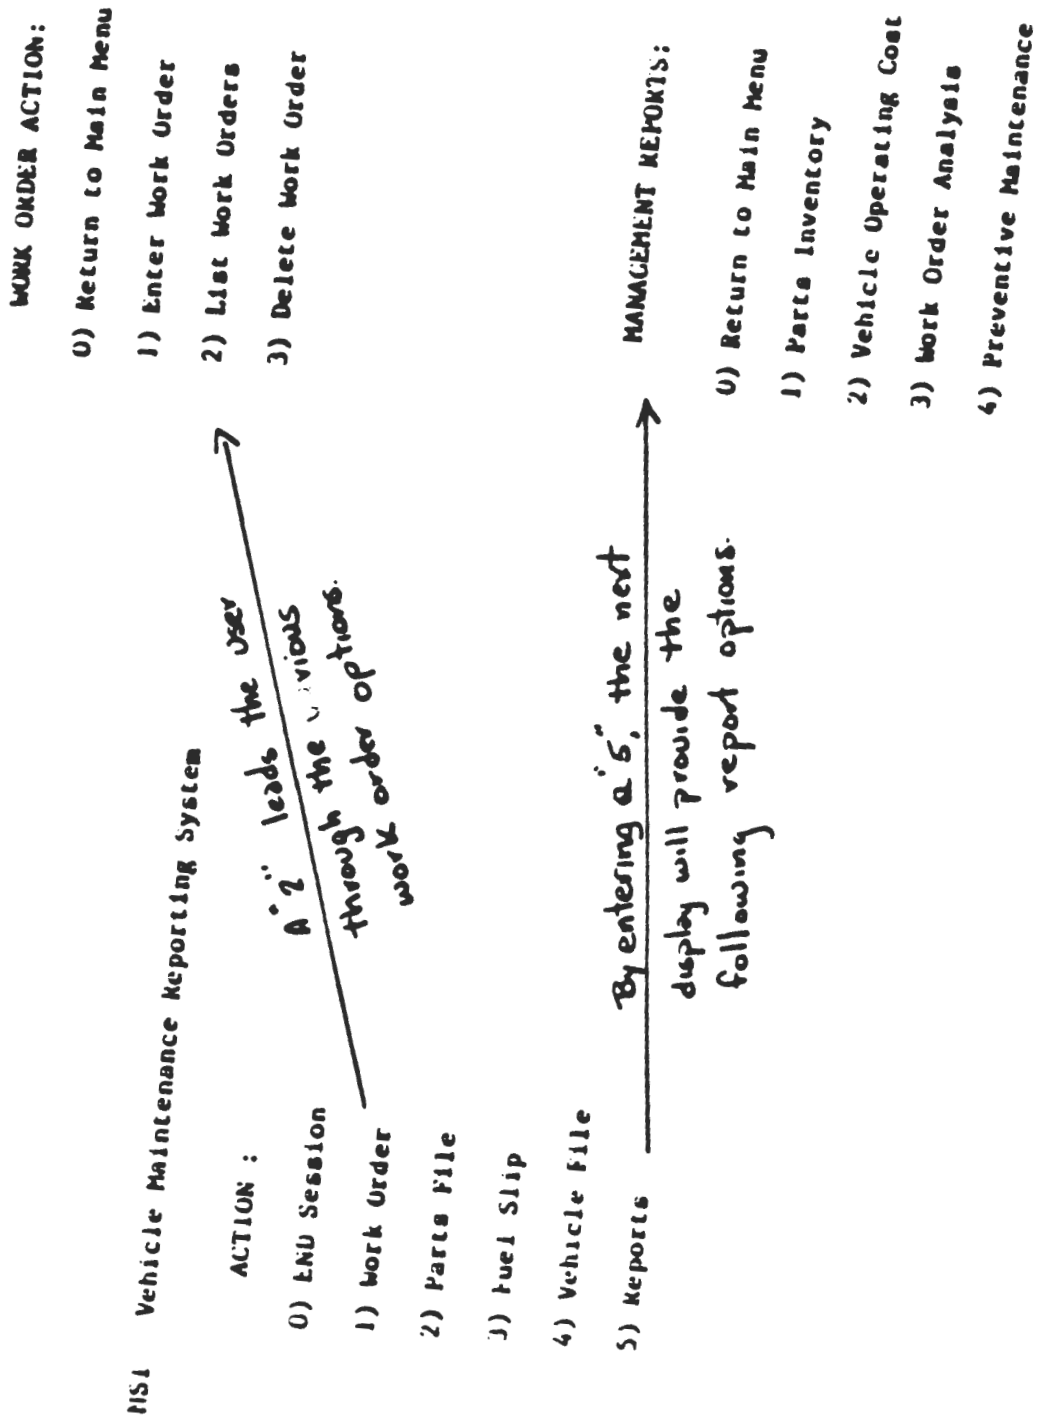 MSI Vehicle Maintenance Reporting System
ACTION :
0) END Session
1) Work Order
2) Parts File
3) Fuel Slip
4) Vehicle File
5) Reports
A "2" leads the user
through the
work order options.
By entering a "5", the next
display will provide the
following report options.
WORK ORDER ACTION:
0) Return to Main Menu
1) Enter Work Order
2) List Work Orders
3) Delete Work Order
MANAGEMENT REPORTS:
0) Return to Main Menu
1) Parts Inventory
2) Vehicle Operating Cost
3) Work Order Analysis
4) Preventive Maintenance